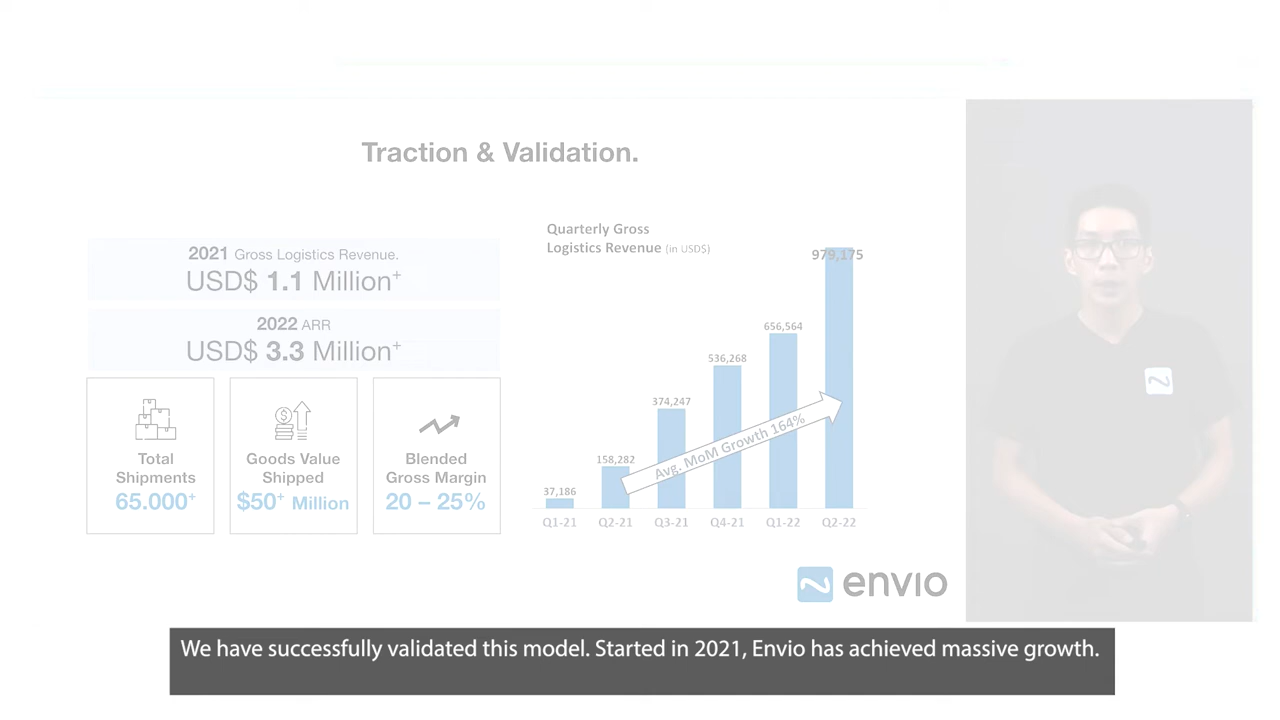 Traction & Validation.
2021 Gross Logistics Revenue.
USD$ 1.1 Million+
2022 ARR
USD$ 3.3 Million+
Total
Shipments
65.000+
Goods Value
Shipped
$50+ Million
Blended
Gross Margin
20 – 25%
Quarterly Gross
Logistics Revenue (in USD$)
37,186
158,282
374,247
536,268
656,564
979,175
Avg. MoM Growth 164%
Q1-21
Q2-21
Q3-21
Q4-21
Q1-22
Q2-22
envio
We have successfully validated this model. Started in 2021, Envio has achieved massive growth.